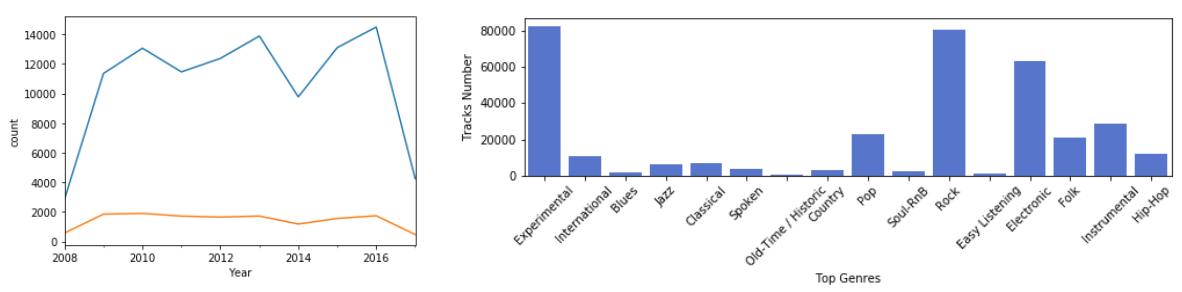 14000
12000
10000
8000
6000
4000
2000
0
count
2008 2010 2012 2014 2016
Year
80000
60000
40000
20000
0
Tracks Number
Experimental
International
Blues
Jazz
Classical
Spoken
Old-Time / Historic
Country
Pop
Soul-RnB
Rock
Easy Listening
Electronic
Folk
Instrumental
Hip-Hop
Top Genres